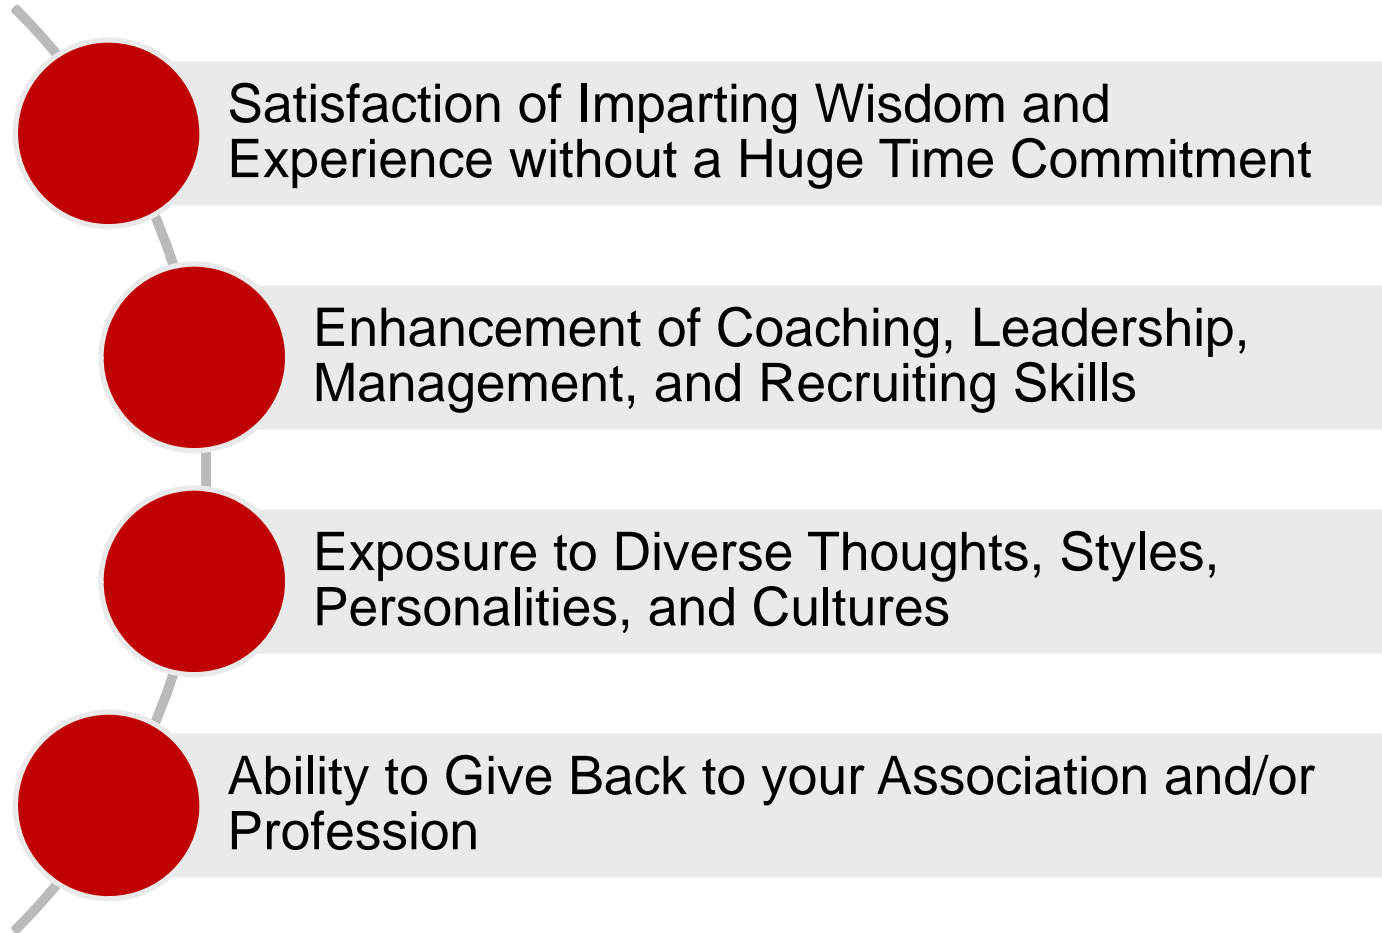 Satisfaction of Imparting Wisdom and
Experience without a Huge Time Commitment
Enhancement of Coaching, Leadership,
Management, and Recruiting Skills
Exposure to Diverse Thoughts, Styles,
Personalities, and Cultures
Ability to Give Back to your Association and/or
Profession